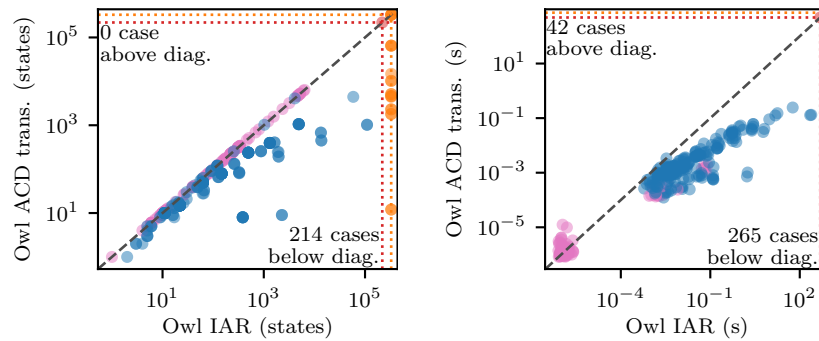 0 case
above diag.
214 cases
below diag.
10^5
10^3
10^1
10^1
10^3
10^5
Owl ACD trans. (states)
Owl IAR (states)
42 cases
above diag.
265 cases
below diag.
10^1
10^−1
10^−3
10^−5
10^−4
10^−1
10^2
Owl ACD trans. (s)
Owl IAR (s)